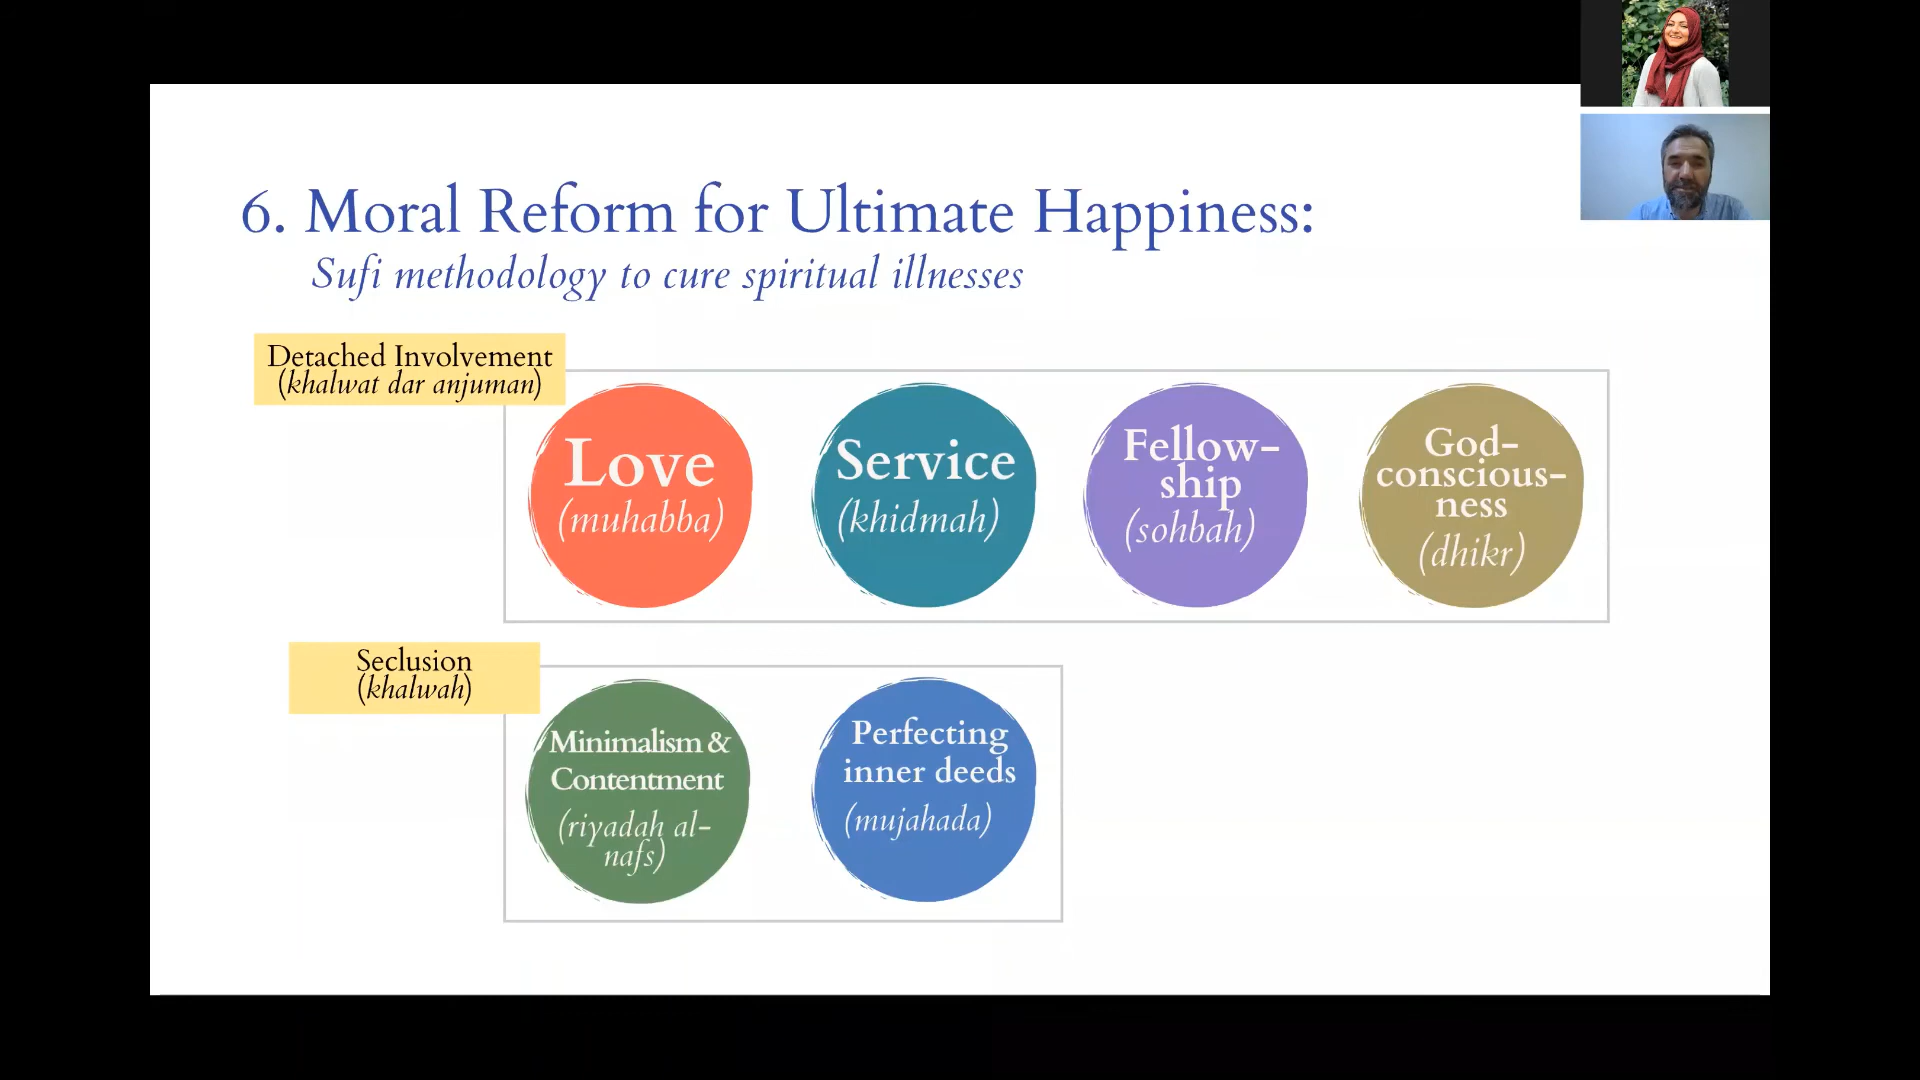 6. Moral Reform for Ultimate Happiness:
Sufi methodology to cure spiritual illnesses
Detached Involvement
(khalwat dar anjuman)
Love
(muhabba)
Service
(khidmah)
Fellow-
ship
(sohbah)
God-
conscious-
ness
(dhikr)
Seclusion
(khalwah)
Minimalism &
Contentment
(riyadah al-
nafs)
Perfecting
inner deeds
(mujahada)